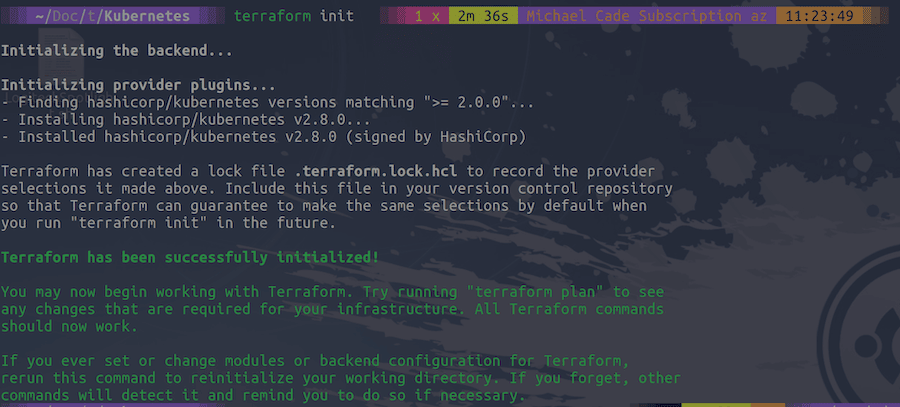 ~/Doc/t/Kubernetes terraform init 1 x 2m 36s Michael Cade Subscription az 11:23:49
Initializing the backend...
Initializing provider plugins...
- Finding hashicorp/kubernetes versions matching ">= 2.0.0"...
- Installing hashicorp/kubernetes v2.8.0...
- Installed hashicorp/kubernetes v2.8.0 (signed by HashiCorp)
Terraform has created a lock file .terraform.lock.hcl to record the provider
selections it made above. Include this file in your version control repository
so that Terraform can guarantee to make the same selections by default when
you run "terraform init" in the future.
Terraform has been successfully initialized!
You may now begin working with Terraform. Try running "terraform plan" to see
any changes that are required for your infrastructure. All Terraform commands
should now work.
If you ever set or change modules or backend configuration for Terraform,
rerun this command to reinitialize your working directory. If you forget, other
commands will detect it and remind you to do so if necessary.